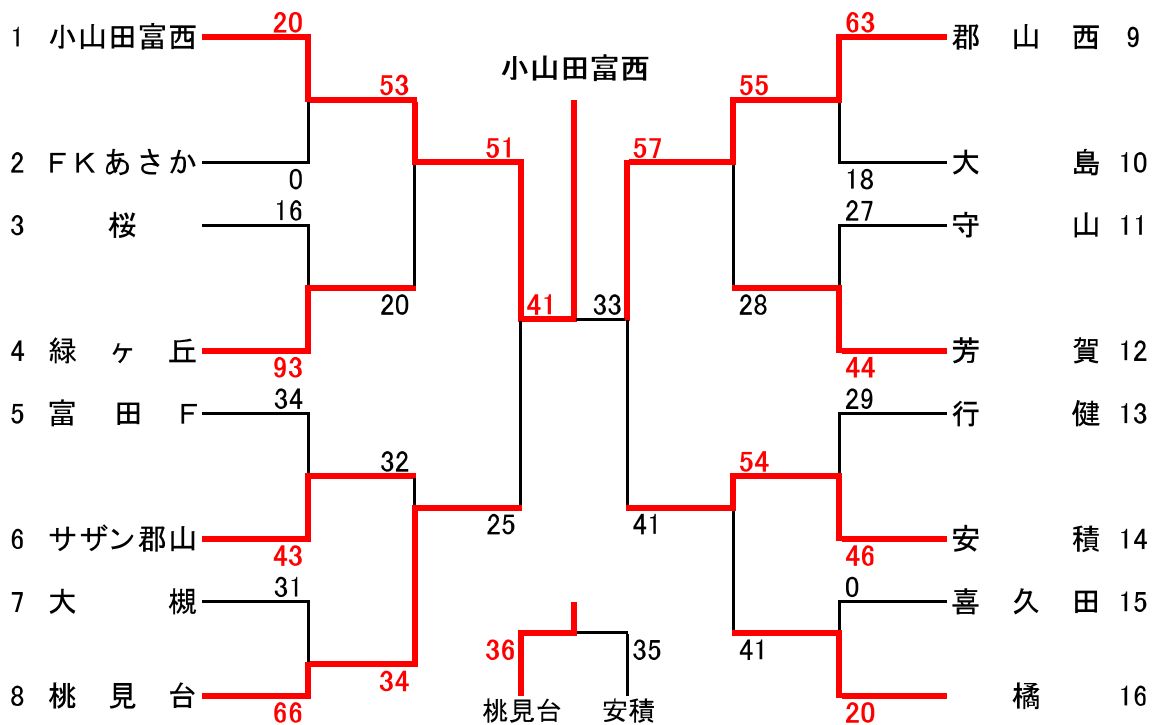 20
63
1 小山田富西
郡山西 9
小山田富西
53
55
51
57
2 FKあさか
大島 10
0
18
16
27
3 桜
守山 11
41
33
20
28
4 緑ヶ丘
芳賀 12
93
44
34
29
5 富田F
行健 13
32
54
25
41
6 サザン郡山
安積 14
43
46
31
0
7 大槻
喜久田 15
36
35
41
34
8 桃見台
橘 16
66
20
桃見台
安積